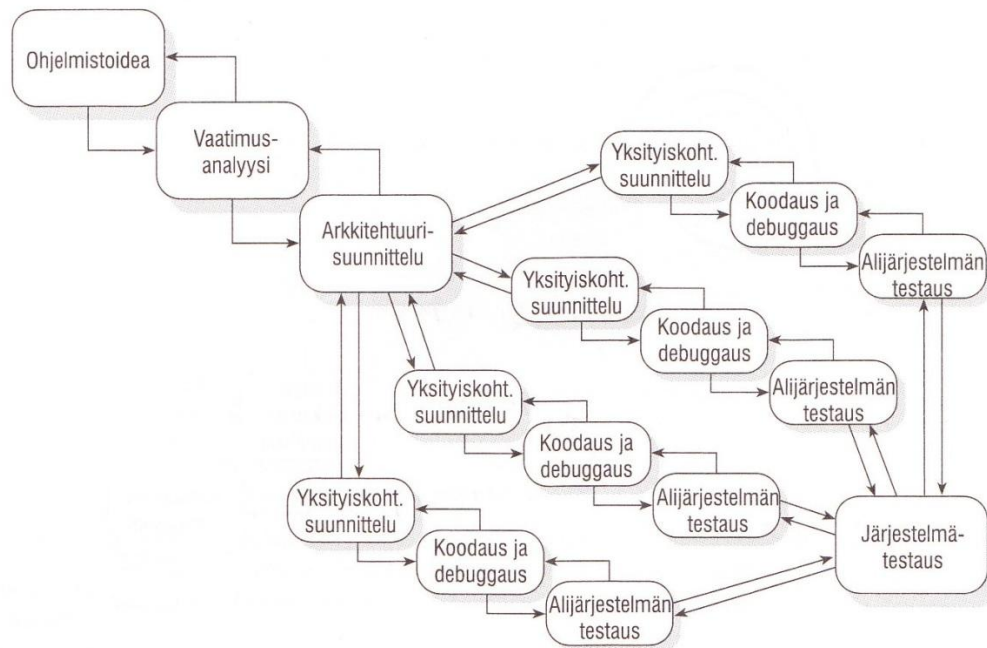 Ohjelmistoidea
Vaatimus-
analyysi
Arkkitehtuuri-
suunnittelu
Yksityiskoht.
suunnittelu
Koodaus ja
debuggaus
Alijärjestelmän
testaus
Yksityiskoht.
suunnittelu
Koodaus ja
debuggaus
Alijärjestelmän
testaus
Yksityiskoht.
suunnittelu
Koodaus ja
debuggaus
Alijärjestelmän
testaus
Yksityiskoht.
suunnittelu
Koodaus ja
debuggaus
Alijärjestelmän
testaus
Järjestelmä-
testaus